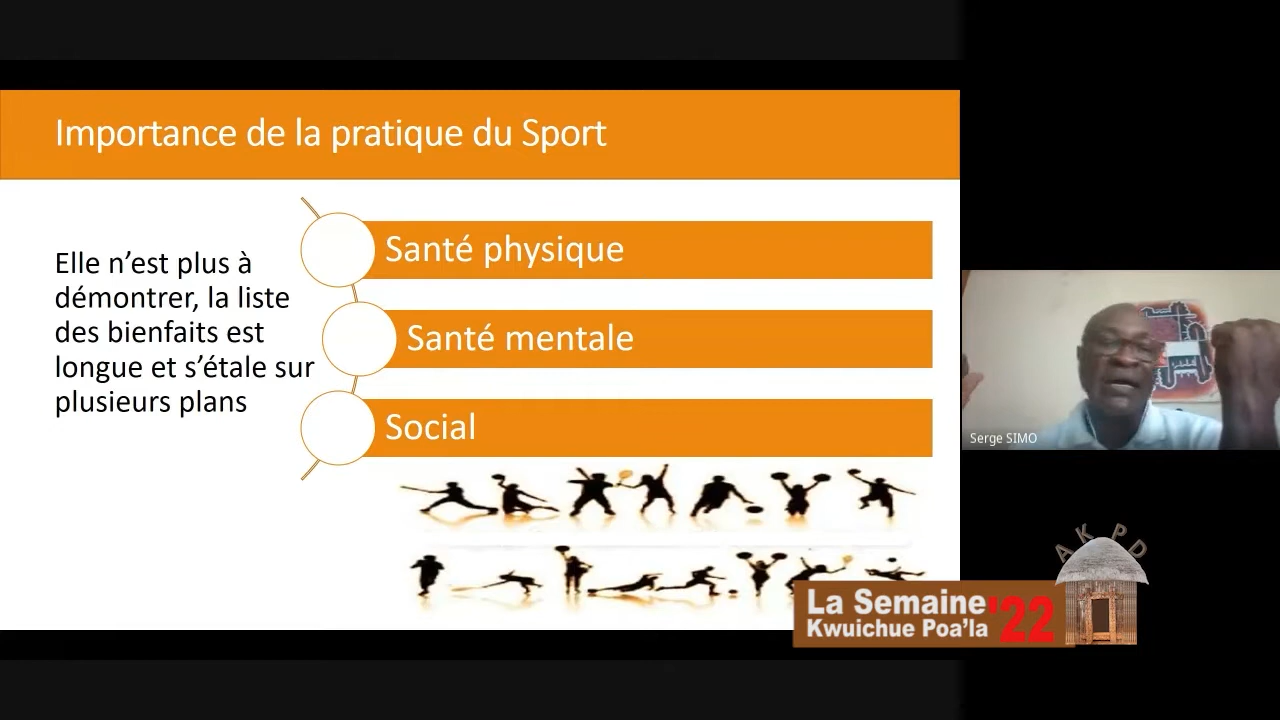 Importance de la pratique du Sport
Elle n’est plus à
démontrer, la liste
des bienfaits est
longue et s’étale sur
plusieurs plans
Santé physique
Santé mentale
Social
Serge SIMO
AKPD
La Semaine '22
Kwuichue Poa’la